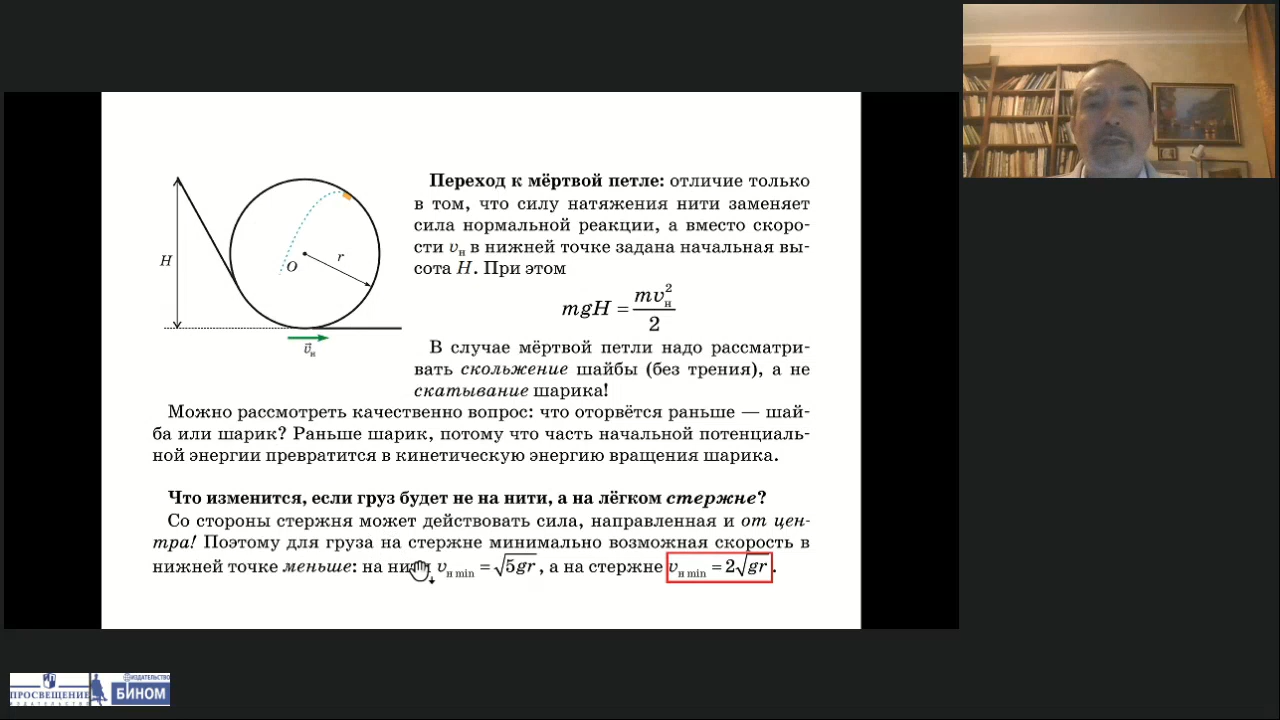 Переход к мёртвой петле: отличие только
в том, что силу натяжения нити заменяет
сила нормальной реакции, а вместо скоро-
сти vн в нижней точке задана начальная вы-
сота H. При этом
mgH = mvн²/2
В случае мёртвой петли надо рассматри-
вать скольжение шайбы (без трения), а не
скатывание шарика!
H
O
r
v⃗н
Можно рассмотреть качественно вопрос: что оторвётся раньше — шай-
ба или шарик? Раньше шарик, потому что часть начальной потенциаль-
ной энергии превратится в кинетическую энергию вращения шарика.
Что изменится, если груз будет не на нити, а на лёгком стержне?
Со стороны стержня может действовать сила, направленная и от цен-
тра! Поэтому для груза на стержне минимально возможная скорость в
нижней точке меньше: на нити vн min = √5gr, а на стержне vн min = 2√gr.
ПРОСВЕЩЕНИЕ
ИЗДАТЕЛЬСТВО
ИЗДАТЕЛЬСТВО
БИНОМ